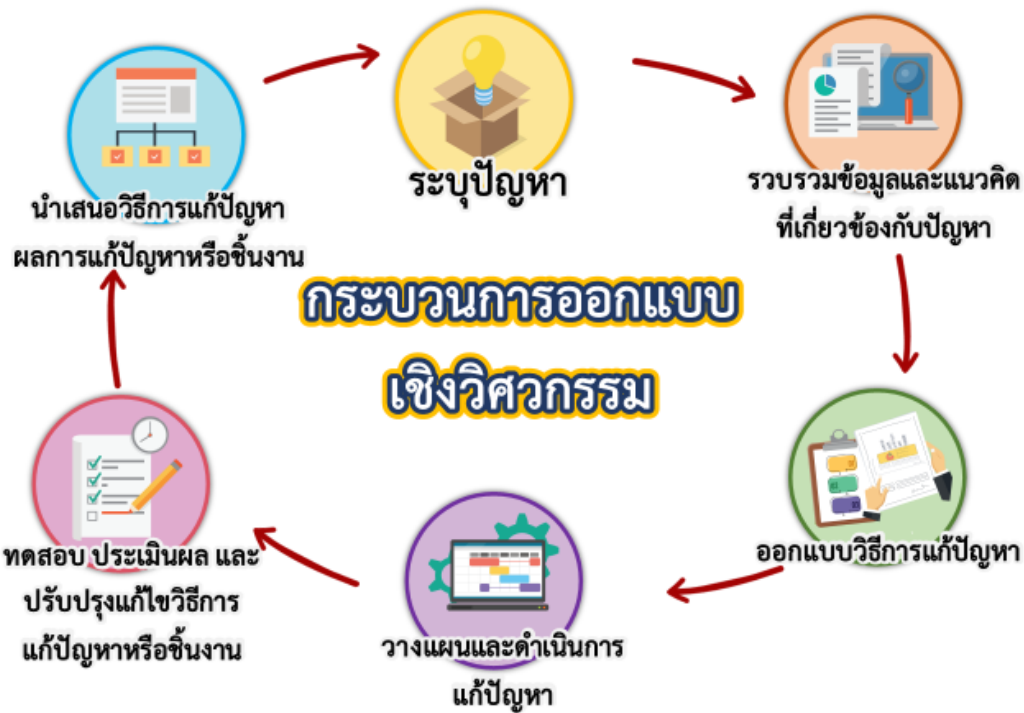 ระบุปัญหา
รวบรวมข้อมูลและแนวคิด
ที่เกี่ยวข้องกับปัญหา
ออกแบบวิธีการแก้ปัญหา
วางแผนและดำเนินการ
แก้ปัญหา
ทดสอบ ประเมินผล และ
ปรับปรุงแก้ไขวิธีการ
แก้ปัญหาหรือชิ้นงาน
นำเสนอวิธีการแก้ปัญหา
ผลการแก้ปัญหาหรือชิ้นงาน
กระบวนการออกแบบ
เชิงวิศวกรรม